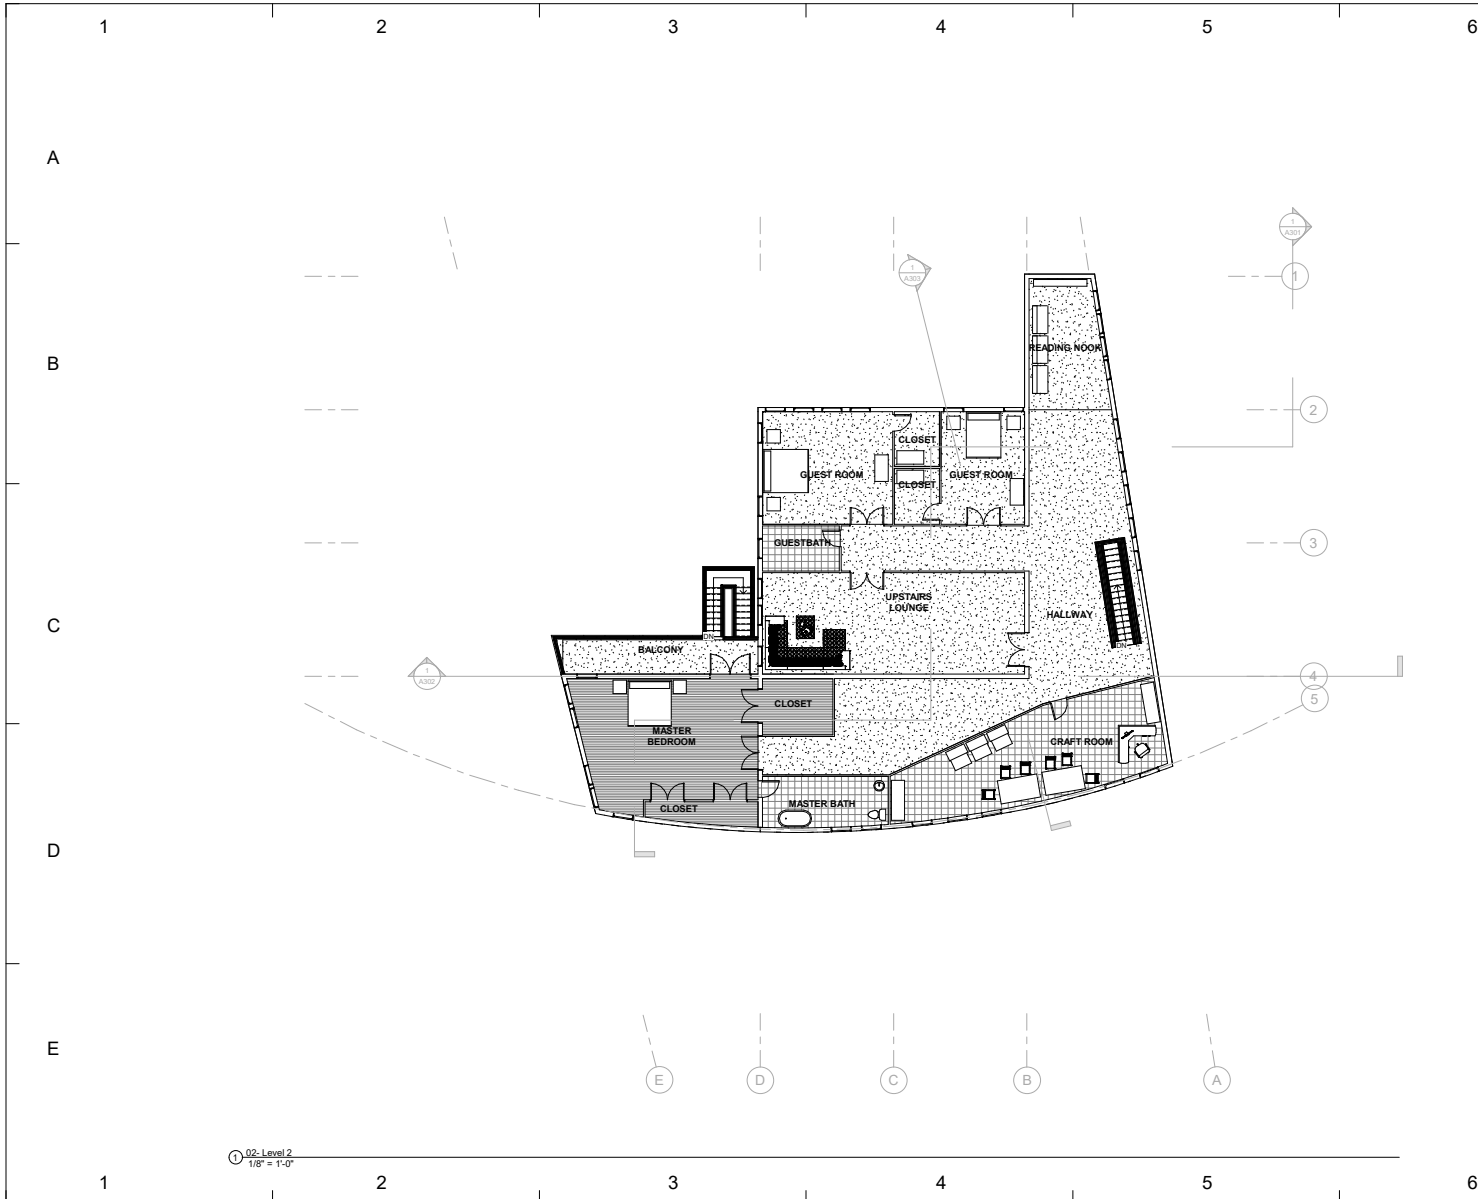 1 2 3 4 5 6
A
1
A301
1
A303
1
B
READING NOOK
2
CLOSET
GUEST ROOM
GUEST ROOM
CLOSET
GUESTBATH
3
UPSTAIRS
LOUNGE
C
HALLWAY
DN
DN
BALCONY
1
A302
4
5
CLOSET
MASTER
BEDROOM
CRAFT ROOM
CLOSET
MASTER BATH
D
E
E D C B A
1 02- Level 2
1/8" = 1'-0"
1 2 3 4 5 6